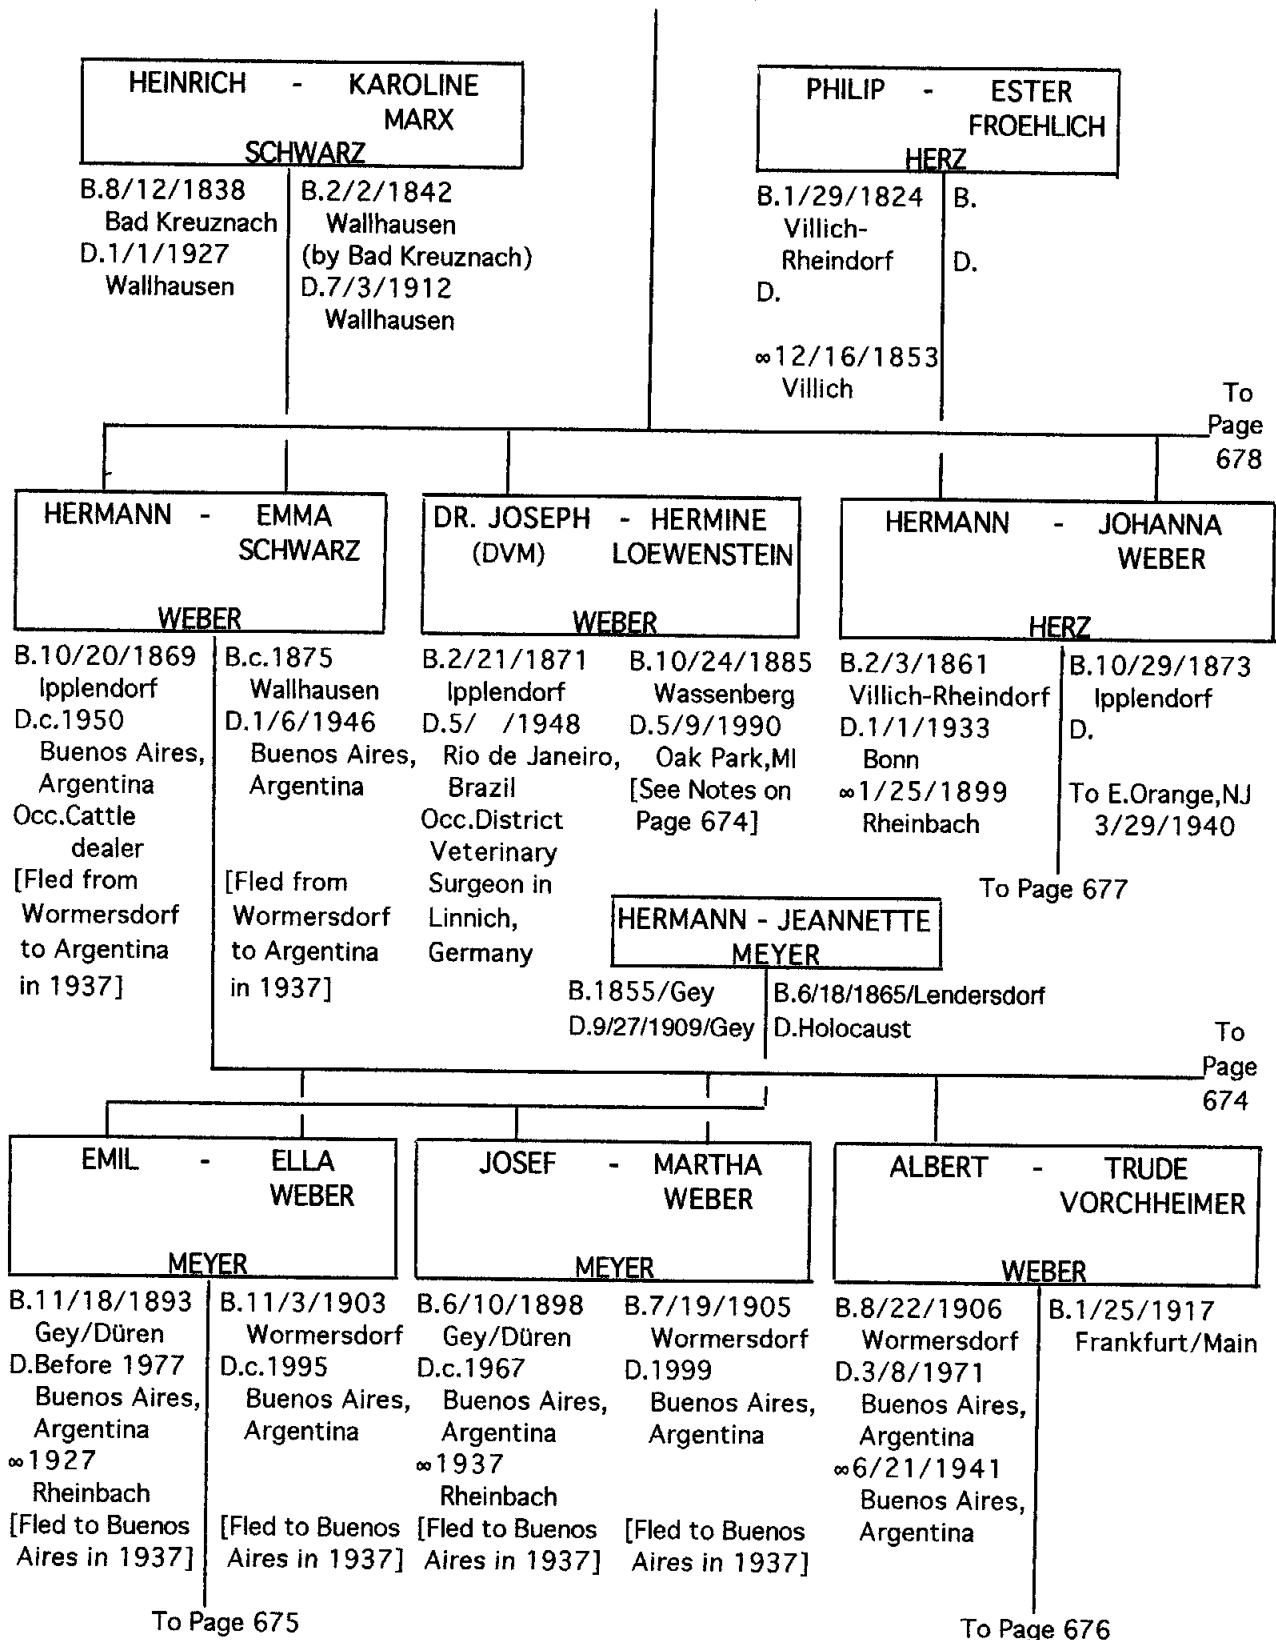 HEINRICH - KAROLINE
MARX
SCHWARZ
B.8/12/1838
Bad Kreuznach
D.1/1/1927
Wallhausen
B.2/2/1842
Wallhausen
(by Bad Kreuznach)
D.7/3/1912
Wallhausen
PHILIP - ESTER
FROEHLICH
HERZ
B.1/29/1824
Villich-
Rheindorf
D.
∞12/16/1853
Villich
B.
D.
To
Page
678
HERMANN - EMMA
SCHWARZ
WEBER
B.10/20/1869
Ipplendorf
D.c.1950
Buenos Aires,
Argentina
Occ.Cattle
dealer
[Fled from
Wormersdorf
to Argentina
in 1937]
B.c.1875
Wallhausen
D.1/6/1946
Buenos Aires,
Argentina
[Fled from
Wormersdorf
to Argentina
in 1937]
DR. JOSEPH - HERMINE
(DVM) LOEWENSTEIN
WEBER
B.2/21/1871
Ipplendorf
D.5/ /1948
Rio de Janeiro,
Brazil
Occ.District
Veterinary
Surgeon in
Linnich,
Germany
B.10/24/1885
Wassenberg
D.5/9/1990
Oak Park,MI
[See Notes on
Page 674]
HERMANN - JOHANNA
WEBER
HERZ
B.2/3/1861
Villich-Rheindorf
D.1/1/1933
Bonn
∞1/25/1899
Rheinbach
B.10/29/1873
Ipplendorf
D.
To E.Orange,NJ
3/29/1940
To Page 677
HERMANN - JEANNETTE
MEYER
B.1855/Gey
D.9/27/1909/Gey
B.6/18/1865/Lendersdorf
D.Holocaust
To
Page
674
EMIL - ELLA
WEBER
MEYER
B.11/18/1893
Gey/Düren
D.Before 1977
Buenos Aires,
Argentina
∞1927
Rheinbach
[Fled to Buenos
Aires in 1937]
B.11/3/1903
Wormersdorf
D.c.1995
Buenos Aires,
Argentina
[Fled to Buenos
Aires in 1937]
To Page 675
JOSEF - MARTHA
WEBER
MEYER
B.6/10/1898
Gey/Düren
D.c.1967
Buenos Aires,
Argentina
∞1937
Rheinbach
[Fled to Buenos
Aires in 1937]
B.7/19/1905
Wormersdorf
D.1999
Buenos Aires,
Argentina
[Fled to Buenos
Aires in 1937]
ALBERT - TRUDE
VORCHHEIMER
WEBER
B.8/22/1906
Wormersdorf
D.3/8/1971
Buenos Aires,
Argentina
∞6/21/1941
Buenos Aires,
Argentina
B.1/25/1917
Frankfurt/Main
To Page 676